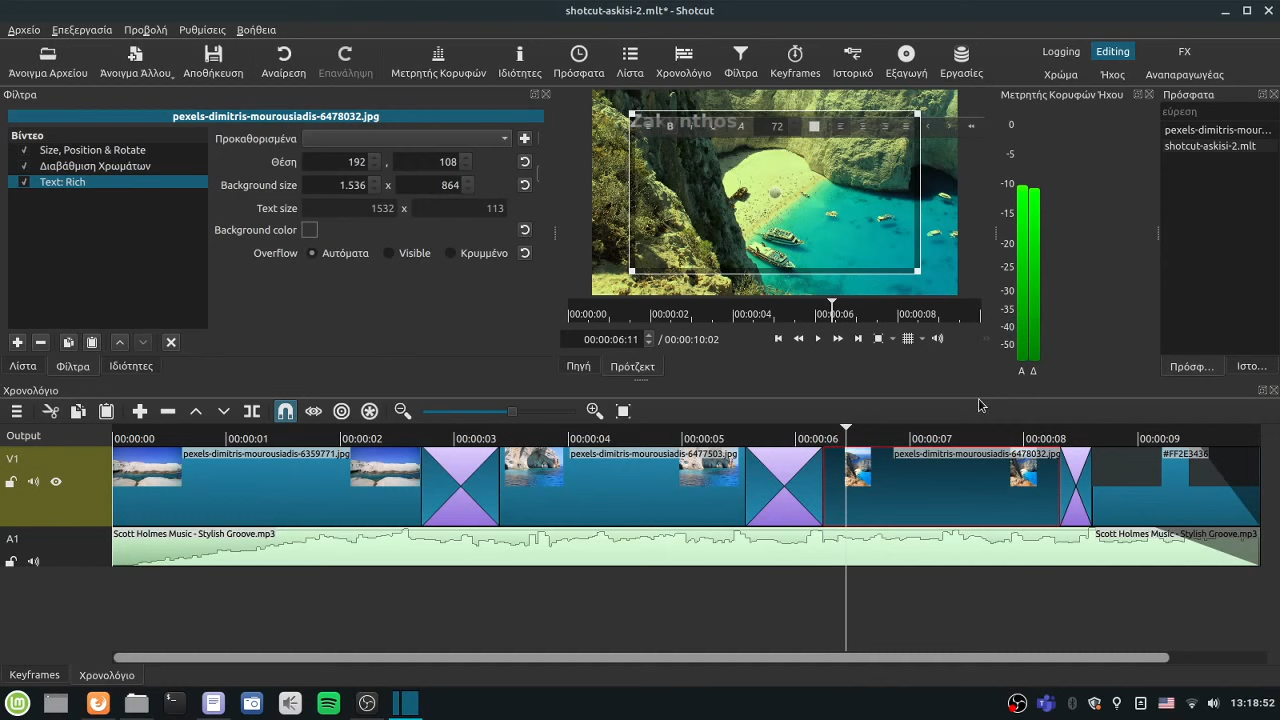 shotcut-askisi-2.mlt* - Shotcut
Αρχείο Επεξεργασία Προβολή Ρυθμίσεις Βοήθεια
Άνοιγμα Αρχείου Άνοιγμα Άλλου.. Αποθήκευση Αναίρεση Επανάληψη Μετρητής Κορυφών Ιδιότητες Πρόσφατα Λίστα Χρονολόγιο Φίλτρα Keyframes Ιστορικό Εξαγωγή Εργασίες
Logging Editing FX
Χρώμα Ήχος Αναπαραγωγέας
Φίλτρα
pexels-dimitris-mourousiadis-6478032.jpg
Βίντεο
Size, Position & Rotate
Διαβάθμιση Χρωμάτων
Text: Rich
Προκαθορισμένα
Θέση 192 , 108
Background size 1.536 x 864
Text size 1532 x 113
Background color
Overflow Αυτόματα Visible Κρυμμένο
Λίστα Φίλτρα Ιδιότητες
Zakynthos
B A 72
00:00:00 00:00:02 00:00:04 00:00:06 00:00:08
00:00:06:11 / 00:00:10:02
Πηγή Πρότζεκτ
Μετρητής Κορυφών Ήχου
0
-5
-10
-15
-20
-25
-30
-35
-40
-50
Α Δ
Πρόσφατα
εύρεση
pexels-dimitris-mour...
shotcut-askisi-2.mlt
Πρόσφ... Ιστο...
Χρονολόγιο
Output
00:00:00 00:00:01 00:00:02 00:00:03 00:00:04 00:00:05 00:00:06 00:00:07 00:00:08 00:00:09
V1
pexels-dimitris-mourousiadis-6359771.jpg pexels-dimitris-mourousiadis-6477503.jpg pexels-dimitris-mourousiadis-6478032.jpg #FF2E3436
A1
Scott Holmes Music - Stylish Groove.mp3 Scott Holmes Music - Stylish Groove.mp3
Keyframes Χρονολόγιο
13:18:52